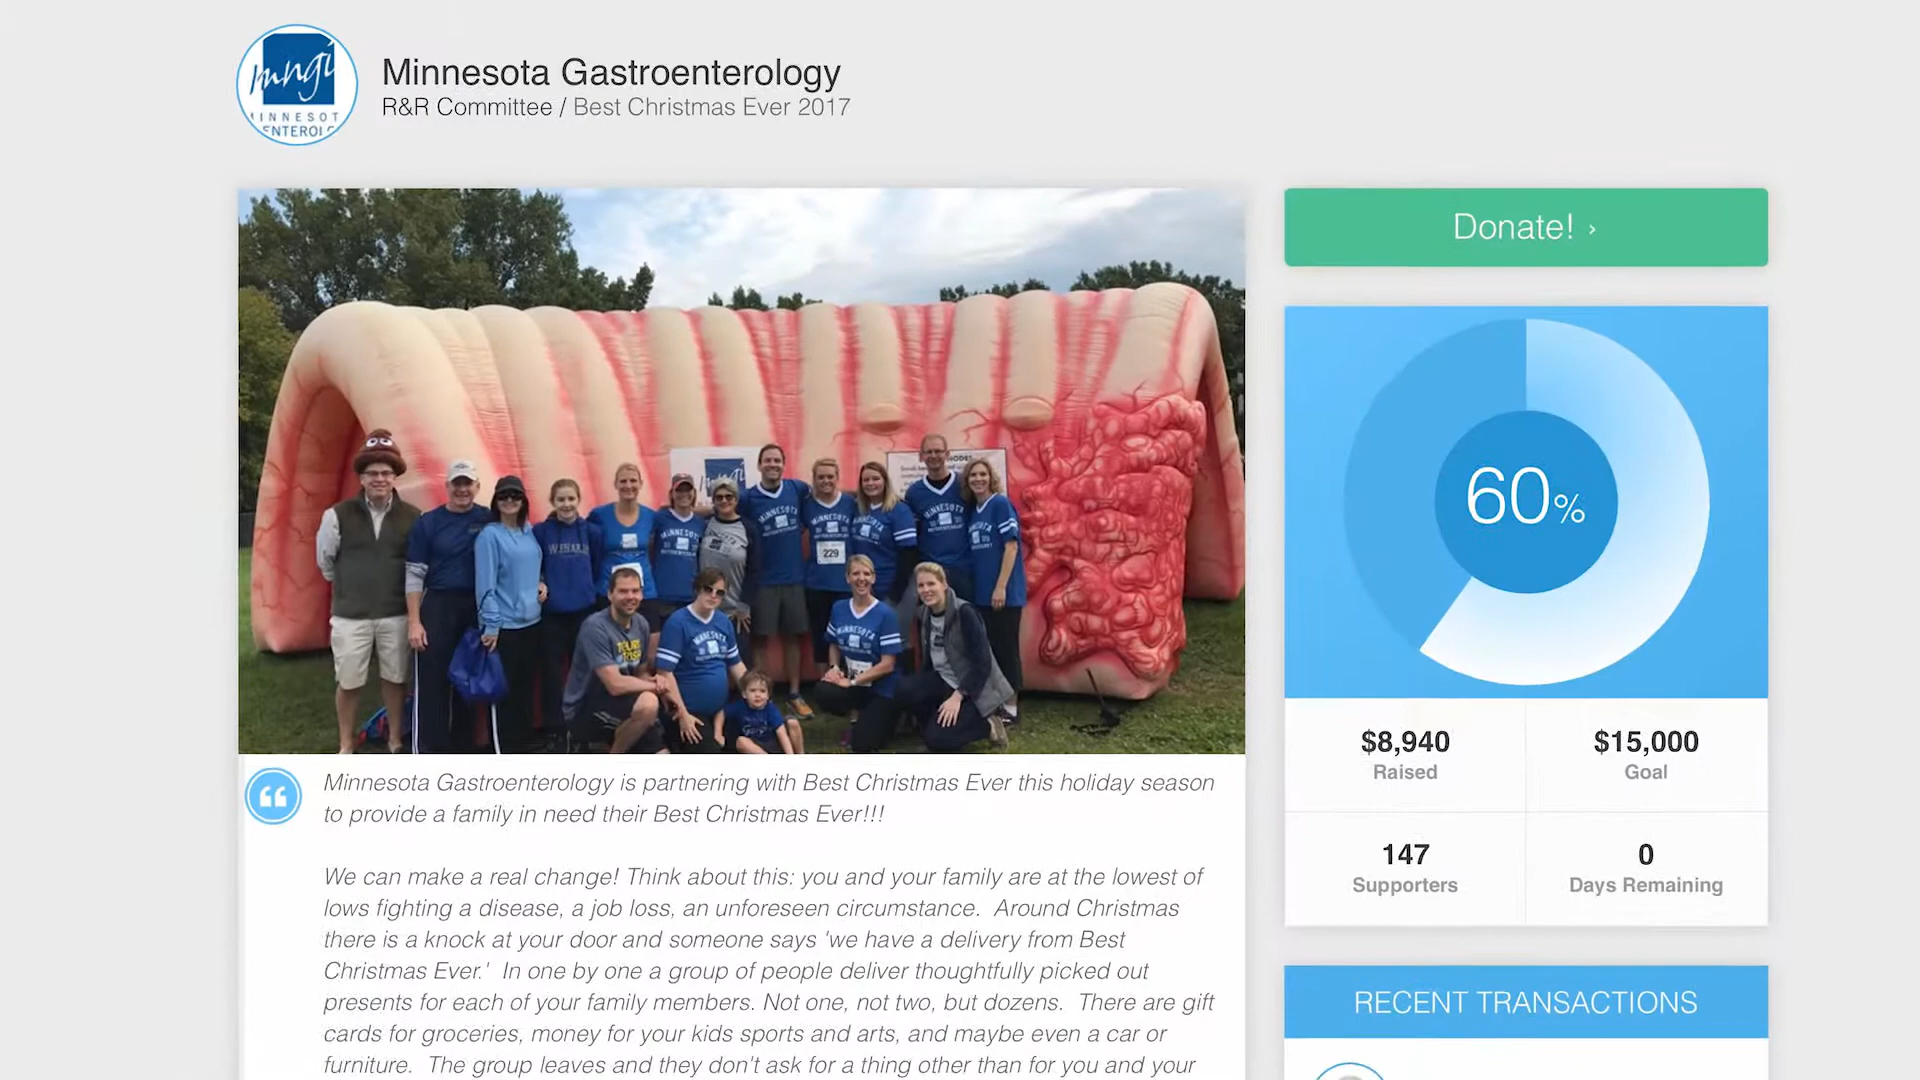 mngi
INNESOT
ENTEROL
Minnesota Gastroenterology
R&R Committee / Best Christmas Ever 2017
Donate! ›
mngi
MINNESOTA
229
60%
$8,940
Raised
$15,000
Goal
147
Supporters
0
Days Remaining
RECENT TRANSACTIONS
Minnesota Gastroenterology is partnering with Best Christmas Ever this holiday season
to provide a family in need their Best Christmas Ever!!!
We can make a real change! Think about this: you and your family are at the lowest of
lows fighting a disease, a job loss, an unforeseen circumstance.  Around Christmas
there is a knock at your door and someone says 'we have a delivery from Best
Christmas Ever.'  In one by one a group of people deliver thoughtfully picked out
presents for each of your family members. Not one, not two, but dozens.  There are gift
cards for groceries, money for your kids sports and arts, and maybe even a car or
furniture.  The group leaves and they don't ask for a thing other than for you and your